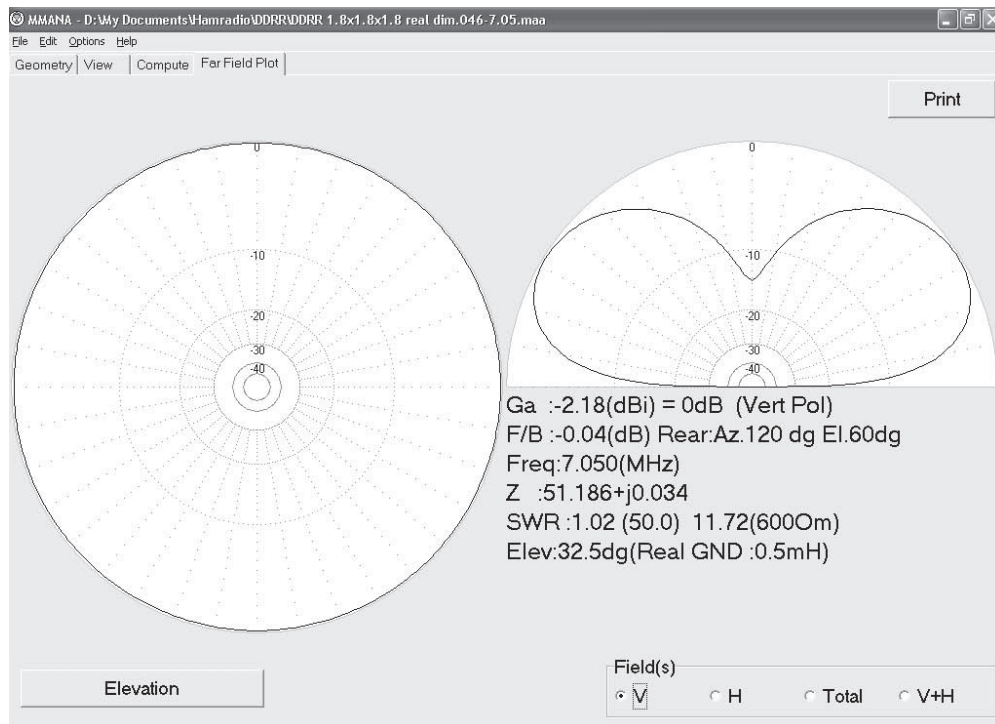 MMANA - D:\My Documents\Hamradio\DDRR\DDRR 1.8x1.8x1.8 real dim.046-7.05.maa
File Edit Options Help
Geometry View Compute Far Field Plot
Print
0
-10
-20
-30
-40
0
-10
-20
-30
-40
Ga :-2.18(dBi) = 0dB (Vert Pol)
F/B :-0.04(dB) Rear:Az.120 dg El.60dg
Freq:7.050(MHz)
Z :51.186+j0.034
SWR :1.02 (50.0) 11.72(600Om)
Elev:32.5dg(Real GND :0.5mH)
Elevation
Field(s)
V H Total V+H